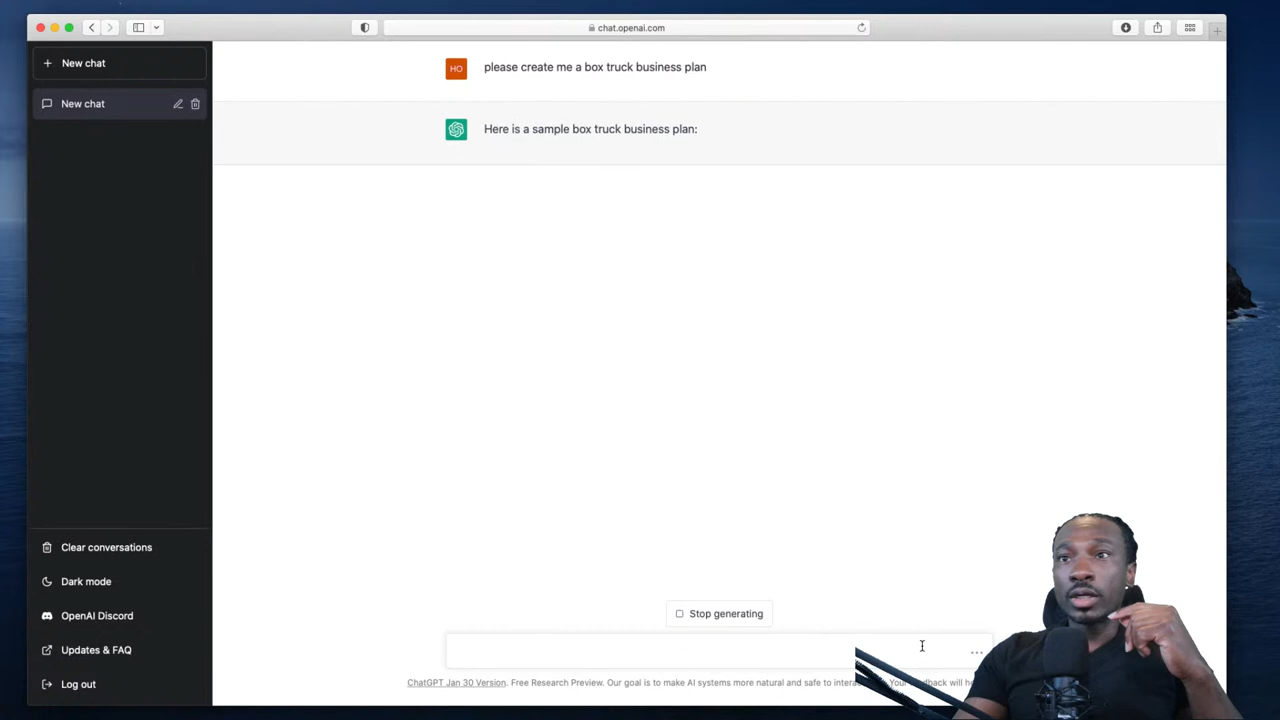 chat.openai.com
New chat
New chat
HO
please create me a box truck business plan
Here is a sample box truck business plan:
Clear conversations
Dark mode
OpenAI Discord
Updates & FAQ
Log out
Stop generating
ChatGPT Jan 30 Version. Free Research Preview. Our goal is to make AI systems more natural and safe to feedback will